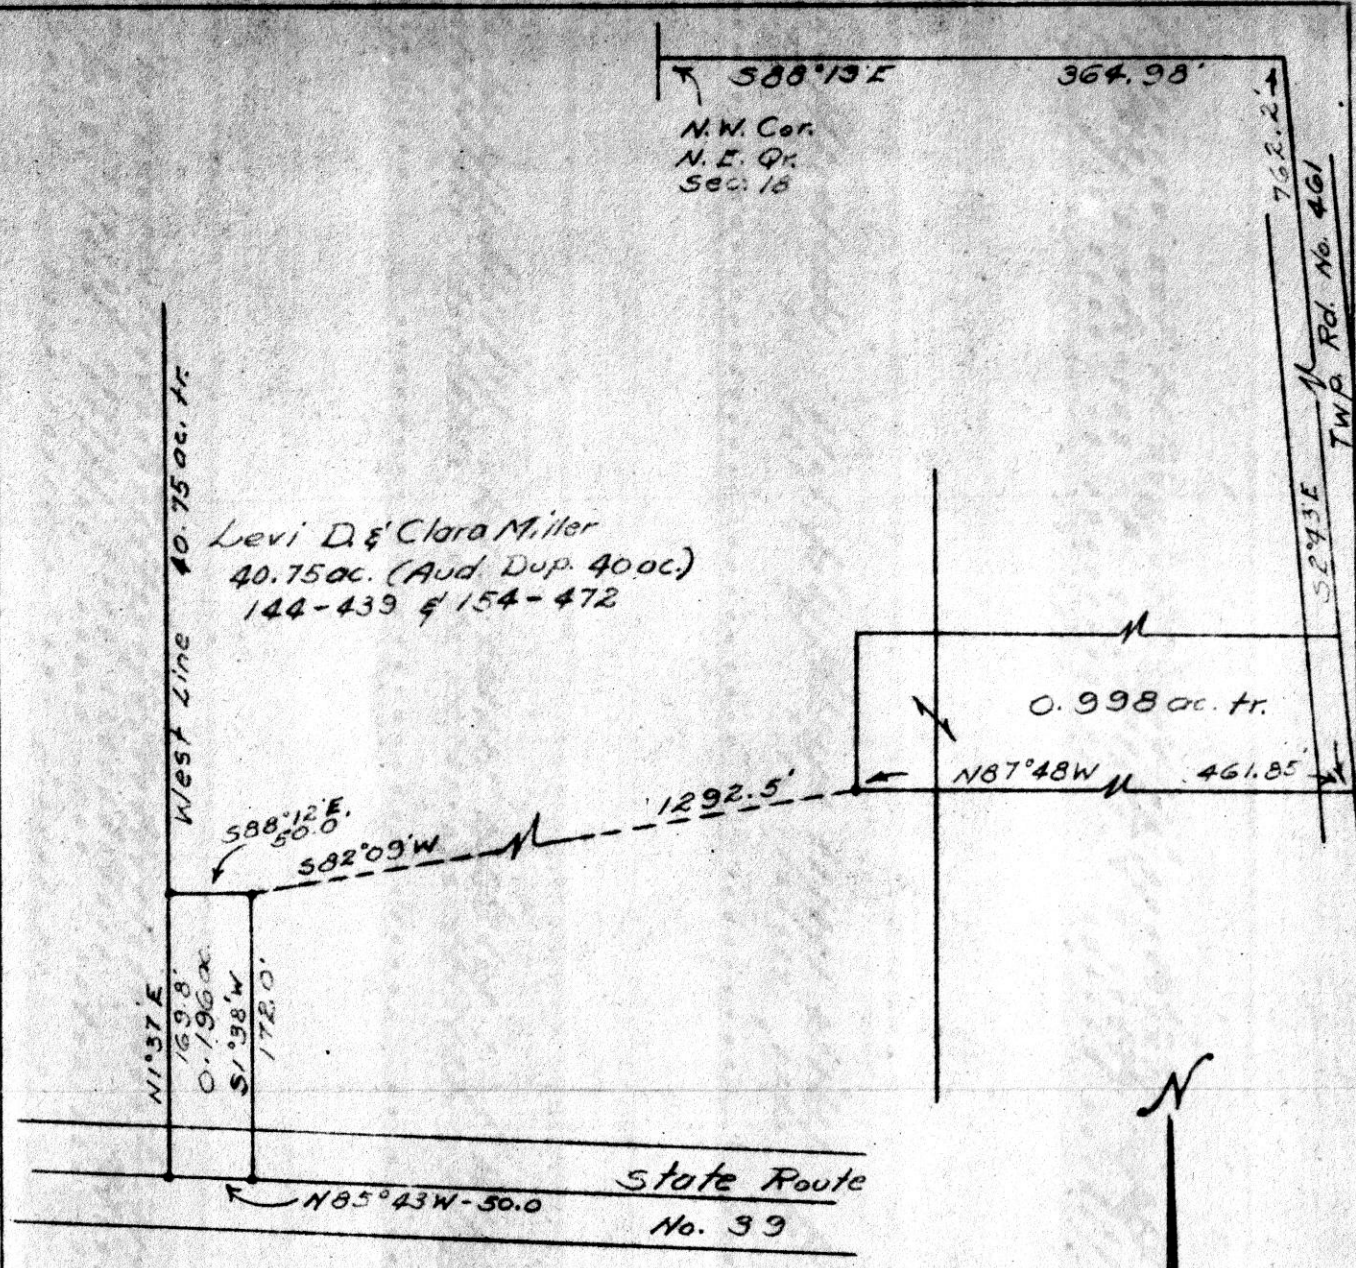 S88°13'E 364.98'
N.W. Cor.
N.E. Qr.
Sec. 18
762.2'
Twp. Rd. No. 461
S2°43'E
West Line 40.75 ac. tr.
Levi D. & Clara Miller
40.75 ac. (Aud. Dup. 40 ac.)
144-439 & 154-472
0.998 ac. tr.
N87°48'W 461.85'
1292.5'
S82°09'W
S88°12'E.
50.0'
N1°37'E
169.8'
0.196 ac.
S1°38'W
172.0'
State Route
No. 39
N85°43'W-50.0
N